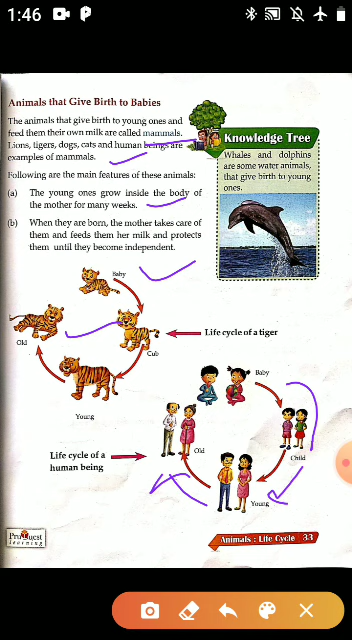 1:46
Animals that Give Birth to Babies
The animals that give birth to young ones and
feed them their own milk are called mammals.
Lions, tigers, dogs, cats and human beings are
examples of mammals.
Following are the main features of these animals:
(a) The young ones grow inside the body of
the mother for many weeks.
(b) When they are born, the mother takes care of
them and feeds them her milk and protects
them until they become independent.
Knowledge Tree
Whales and dolphins
are some water animals,
that give birth to young
ones.
Baby
Old
Cub
Life cycle of a tiger
Young
Baby
Child
Old
Life cycle of a
human being
Young
ProQuest
learning
Animals : Life Cycle 33